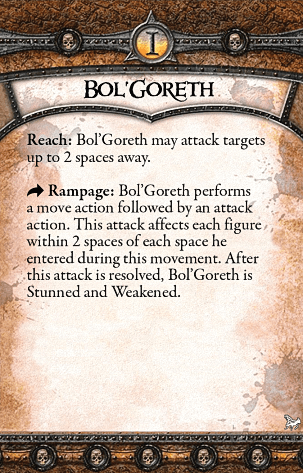 I
BOL'GORETH
Reach: Bol'Goreth may attack targets
up to 2 spaces away.
Rampage: Bol'Goreth performs
a move action followed by an attack
action. This attack affects each figure
within 2 spaces of each space he
entered during this movement. After
this attack is resolved, Bol'Goreth is
Stunned and Weakened.